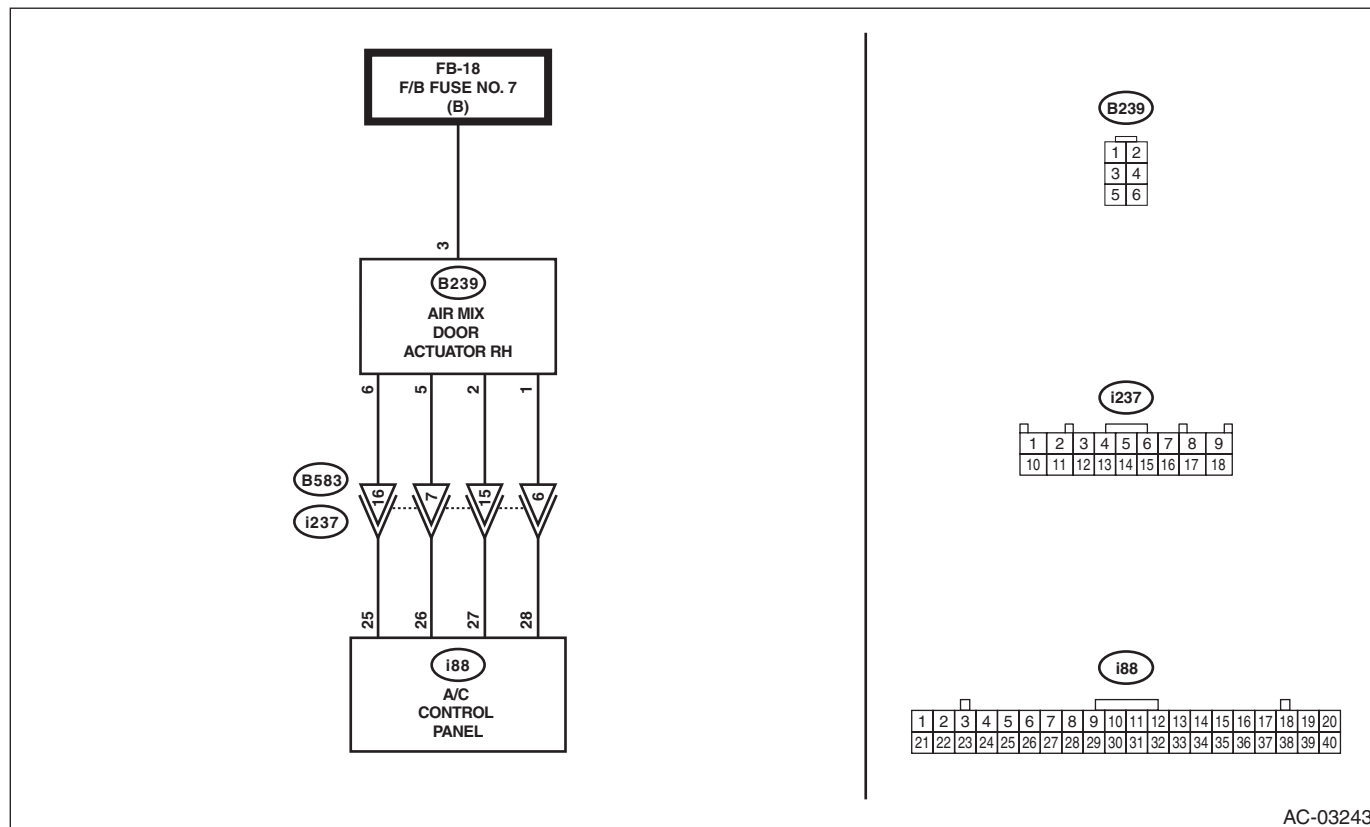 FB-18
F/B FUSE NO. 7
(B)
3
B239
AIR MIX
DOOR
ACTUATOR RH
6 5 2 1
B583
i237
16 7 15 6
25 26 27 28
i88
A/C
CONTROL
PANEL
B239
1 2
3 4
5 6
i237
1 2 3 4 5 6 7 8 9
10 11 12 13 14 15 16 17 18
i88
1 2 3 4 5 6 7 8 9 10 11 12 13 14 15 16 17 18 19 20
21 22 23 24 25 26 27 28 29 30 31 32 33 34 35 36 37 38 39 40
AC-03243